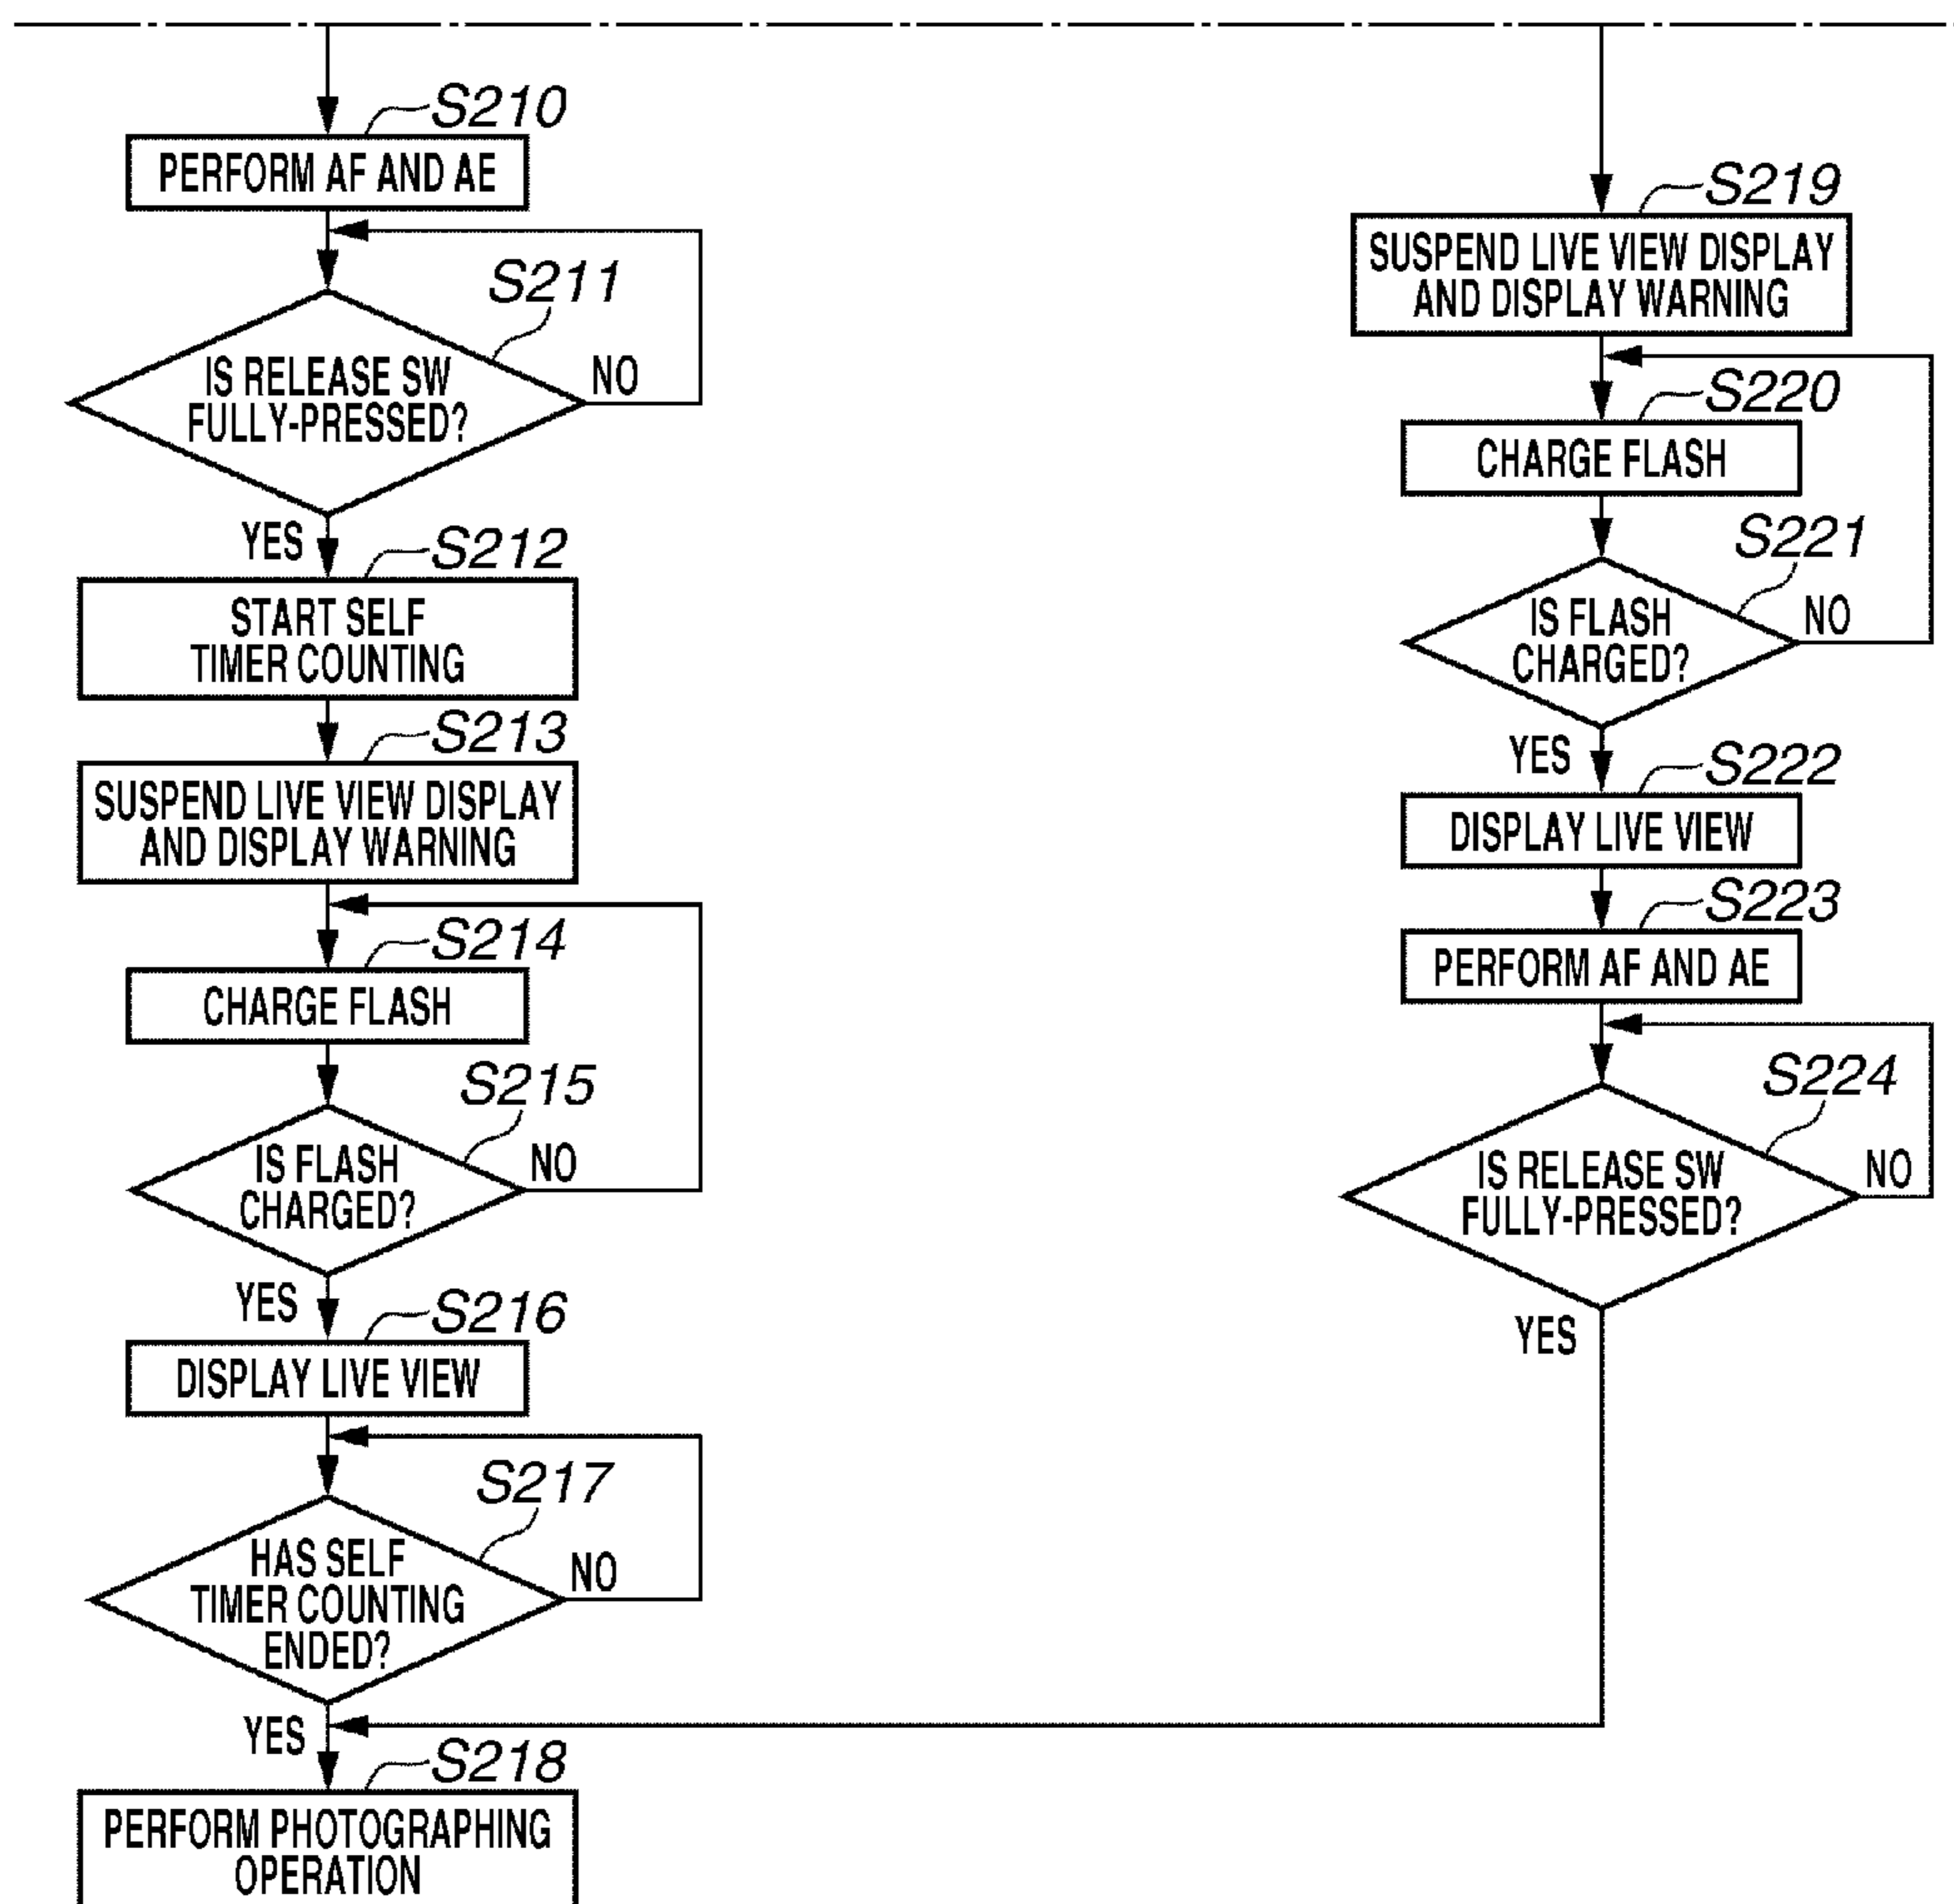 S210
PERFORM AF AND AE
S211
IS RELEASE SW
FULLY-PRESSED?
NO
YES
S212
START SELF
TIMER COUNTING
S213
SUSPEND LIVE VIEW DISPLAY
AND DISPLAY WARNING
S214
CHARGE FLASH
S215
IS FLASH
CHARGED?
NO
YES
S216
DISPLAY LIVE VIEW
S217
HAS SELF
TIMER COUNTING
ENDED?
NO
YES
S218
PERFORM PHOTOGRAPHING
OPERATION
S219
SUSPEND LIVE VIEW DISPLAY
AND DISPLAY WARNING
S220
CHARGE FLASH
S221
IS FLASH
CHARGED?
NO
YES
S222
DISPLAY LIVE VIEW
S223
PERFORM AF AND AE
S224
IS RELEASE SW
FULLY-PRESSED?
NO
YES